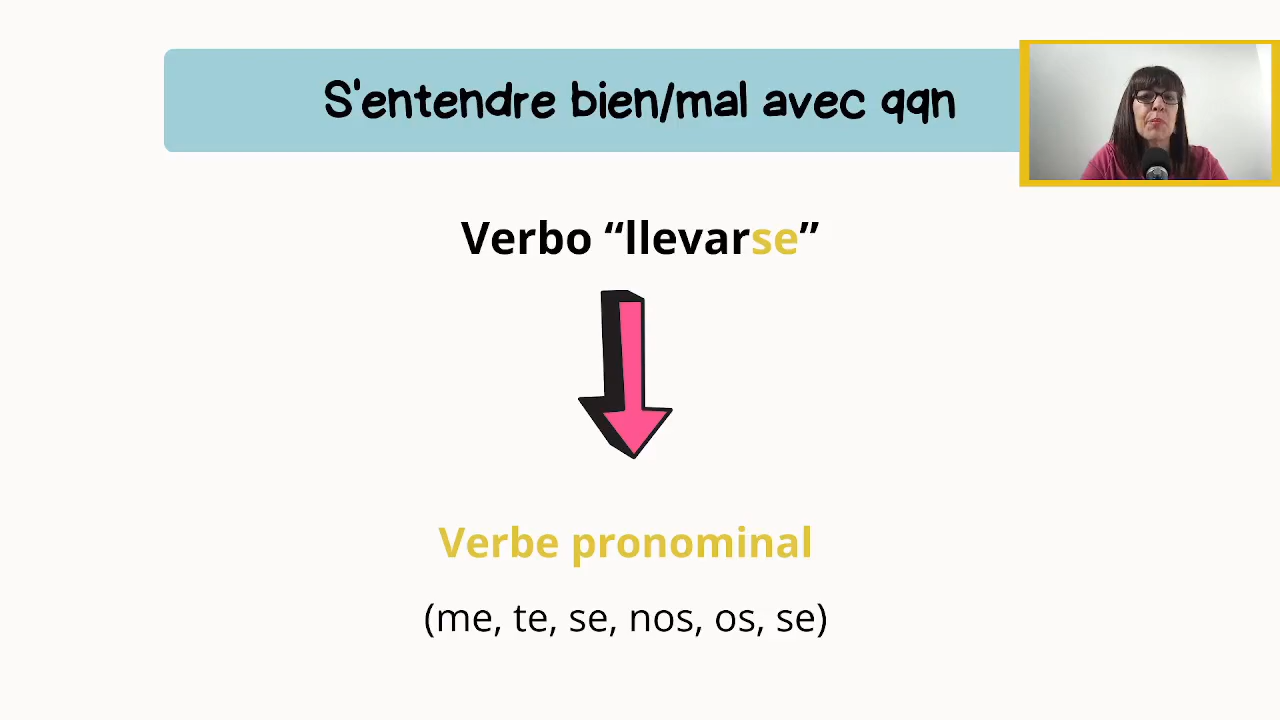 S'entendre bien/mal avec qqn
Verbo “llevarse”
Verbe pronominal
(me, te, se, nos, os, se)